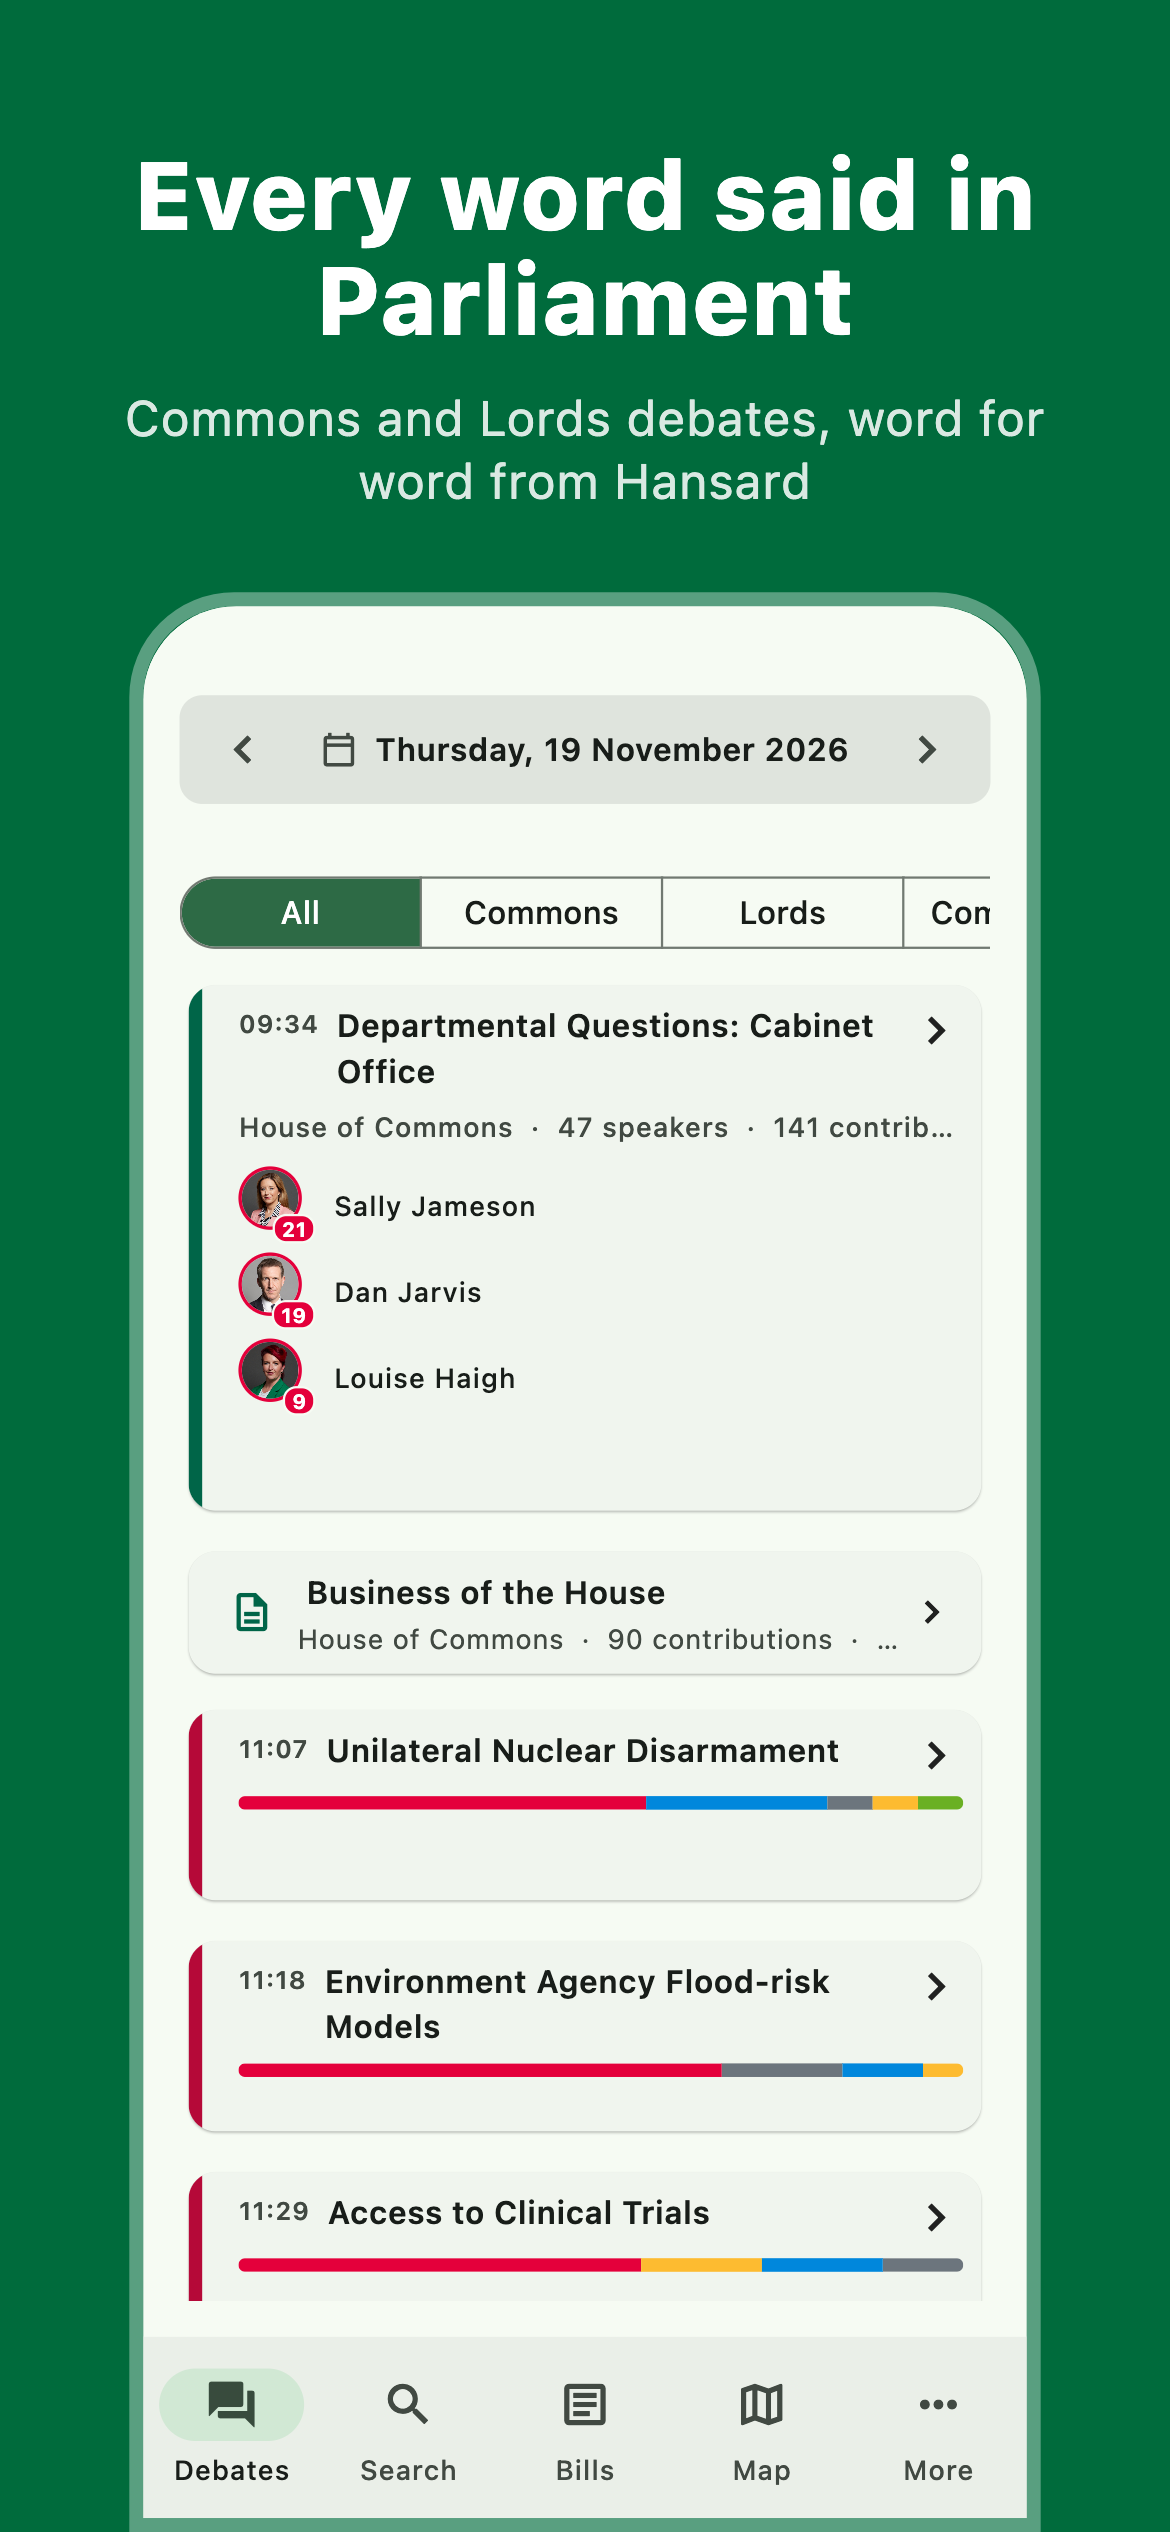 Every word said in
Parliament
Commons and Lords debates, word for
word from Hansard
Thursday, 19 November 2026
All
Commons
Lords
Com
09:34 Departmental Questions: Cabinet
Office
House of Commons · 47 speakers · 141 contrib...
Sally Jameson
21
Dan Jarvis
19
Louise Haigh
9
Business of the House
House of Commons · 90 contributions · ...
11:07 Unilateral Nuclear Disarmament
11:18 Environment Agency Flood-risk
Models
11:29 Access to Clinical Trials
Debates
Search
Bills
Map
More